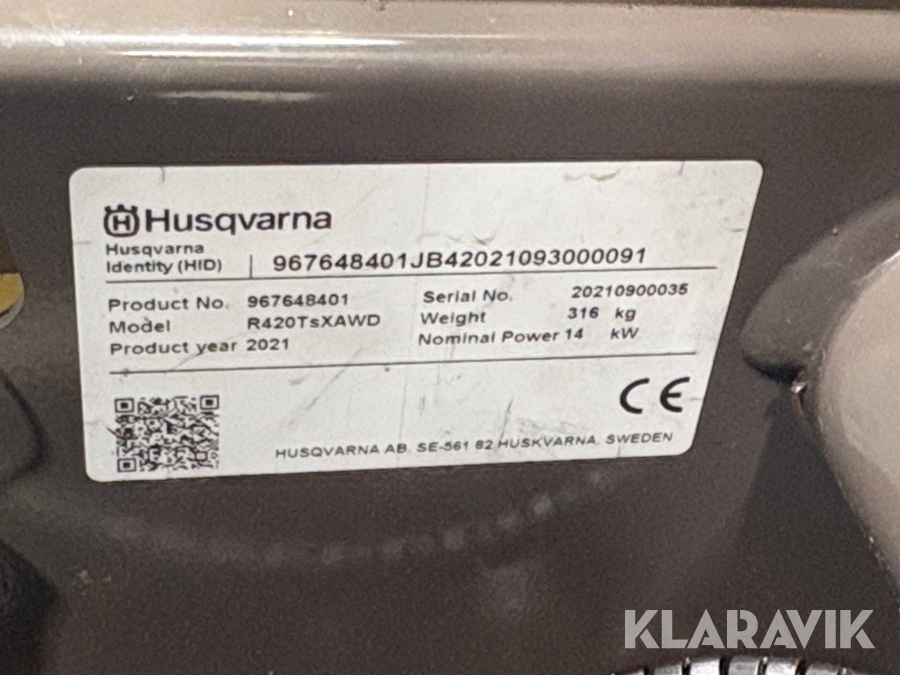 Husqvarna
Husqvarna
Identity (HID) | 967648401JB42021093000091
Product No. 967648401 Serial No. 20210900035
Model R420TsXAWD Weight 316 kg
Product year 2021 Nominal Power 14 kW
CE
HUSQVARNA AB. SE-561 82 HUSKVARNA, SWEDEN
KLARAVIK